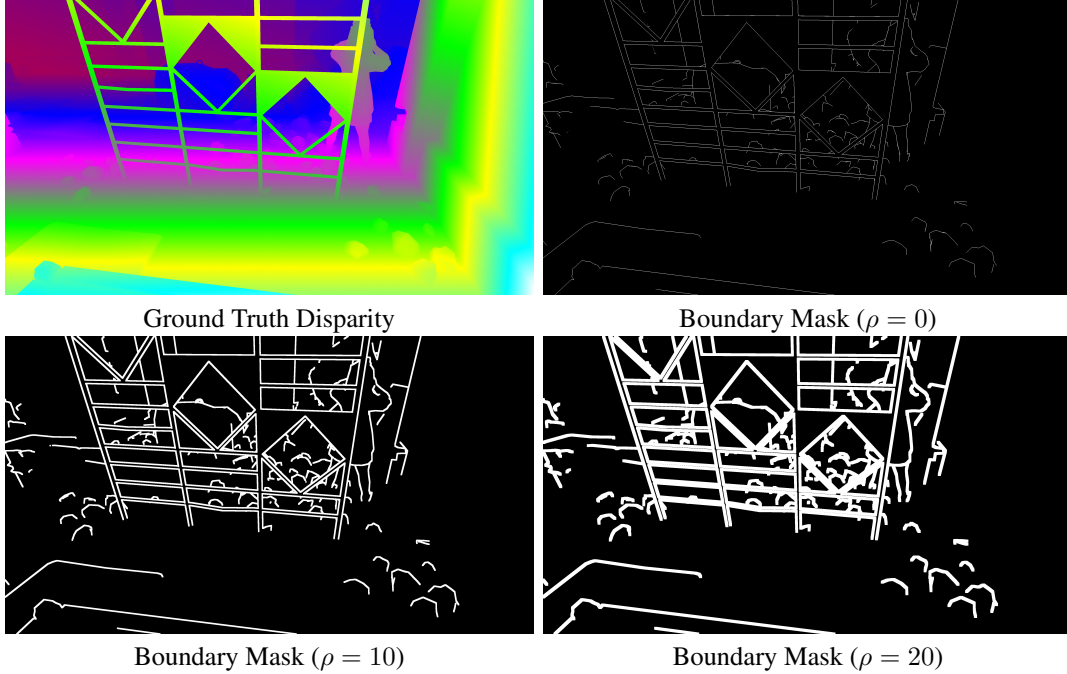 Ground Truth Disparity
Boundary Mask (ρ = 0)
Boundary Mask (ρ = 10)
Boundary Mask (ρ = 20)